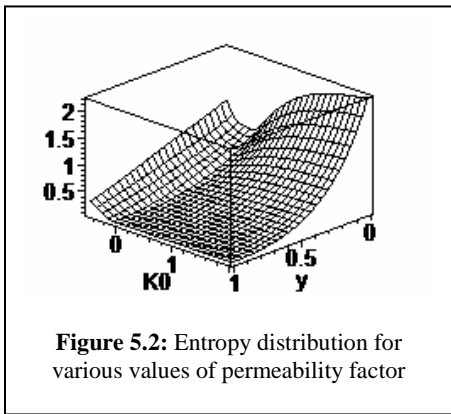 2
1.5
1
0.5
0
1
K0
1
0.5
y
0
Figure 5.2: Entropy distribution for
various values of permeability factor